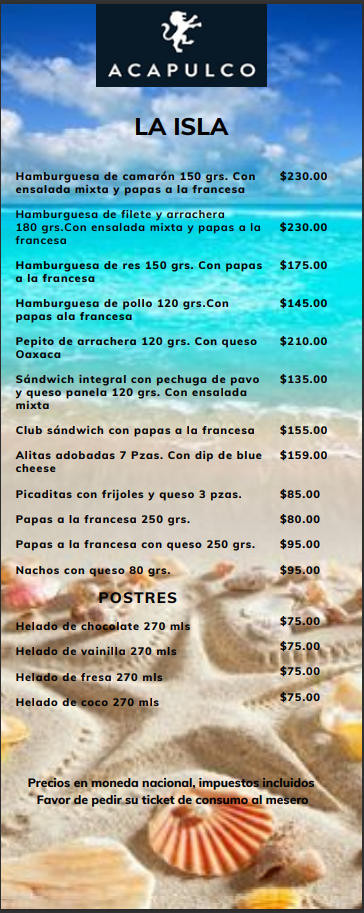 ACAPULCO
LA ISLA
Hamburguesa de camarón 150 grs. Con $230.00
ensalada mixta y papas a la francesa
Hamburguesa de filete y arrachera
180 grs.Con ensalada mixta y papas a la $230.00
francesa
Hamburguesa de res 150 grs. Con papas $175.00
a la francesa
Hamburguesa de pollo 120 grs.Con $145.00
papas ala francesa
Pepito de arrachera 120 grs. Con queso $210.00
Oaxaca
Sándwich integral con pechuga de pavo $135.00
y queso panela 120 grs. Con ensalada
mixta
Club sándwich con papas a la francesa $155.00
Alitas adobadas 7 Pzas. Con dip de blue $159.00
cheese
Picaditas con frijoles y queso 3 pzas. $85.00
Papas a la francesa 250 grs. $80.00
Papas a la francesa con queso 250 grs. $95.00
Nachos con queso 80 grs. $95.00
POSTRES
Helado de chocolate 270 mls $75.00
Helado de vainilla 270 mls $75.00
Helado de fresa 270 mls $75.00
Helado de coco 270 mls $75.00
Precios en moneda nacional, impuestos incluidos
Favor de pedir su ticket de consumo al mesero